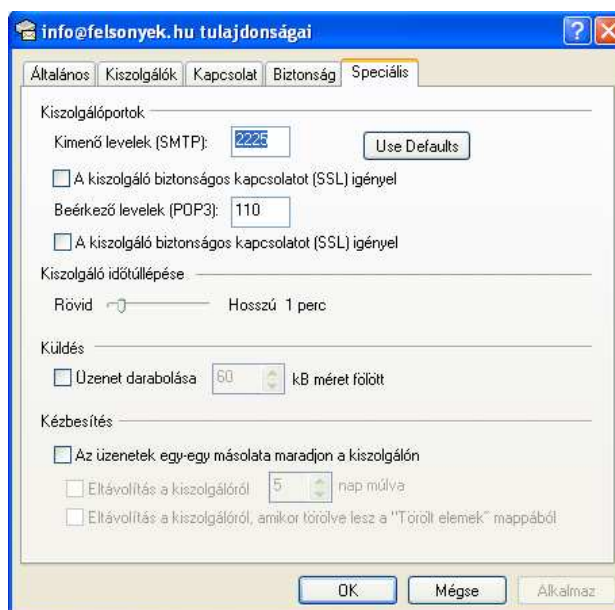 info@felsonyek.hu tulajdonságai
Általános Kiszolgálók Kapcsolat Biztonság Speciális
Kiszolgálóportok
Kimenő levelek (SMTP): 2225 Use Defaults
A kiszolgáló biztonságos kapcsolatot (SSL) igényel
Beérkező levelek (POP3): 110
A kiszolgáló biztonságos kapcsolatot (SSL) igényel
Kiszolgáló időtúllépése
Rövid Hosszú 1 perc
Küldés
Üzenet darabolása 60 kB méret fölött
Kézbesítés
Az üzenetek egy-egy másolata maradjon a kiszolgálón
Eltávolítás a kiszolgálóról 5 nap múlva
Eltávolítás a kiszolgálóról, amikor törölve lesz a "Törölt elemek" mappából
OK Mégse Alkalmaz